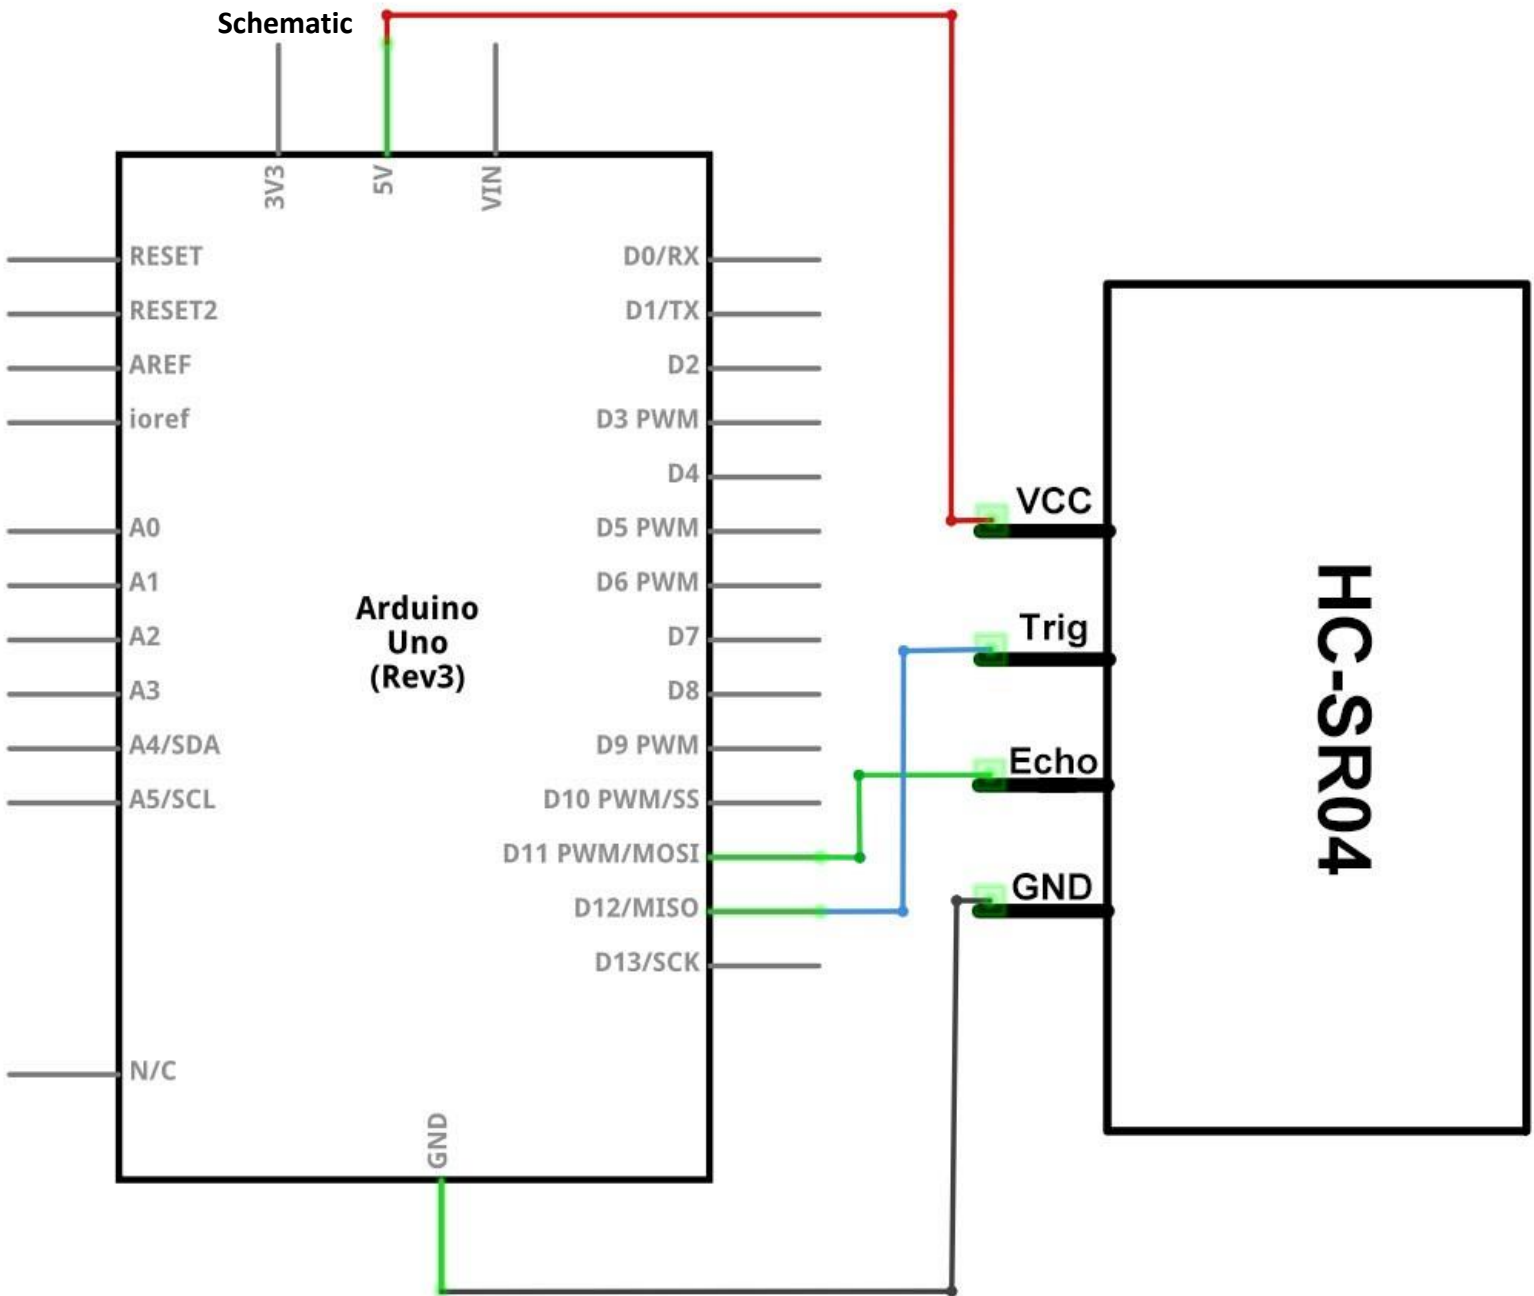 Schematic
3V3
5V
VIN
RESET
RESET2
AREF
ioref
A0
A1
A2
A3
A4/SDA
A5/SCL
N/C
Arduino
Uno
(Rev3)
D0/RX
D1/TX
D2
D3 PWM
D4
D5 PWM
D6 PWM
D7
D8
D9 PWM
D10 PWM/SS
D11 PWM/MOSI
D12/MISO
D13/SCK
GND
VCC
Trig
Echo
GND
HC-SR04